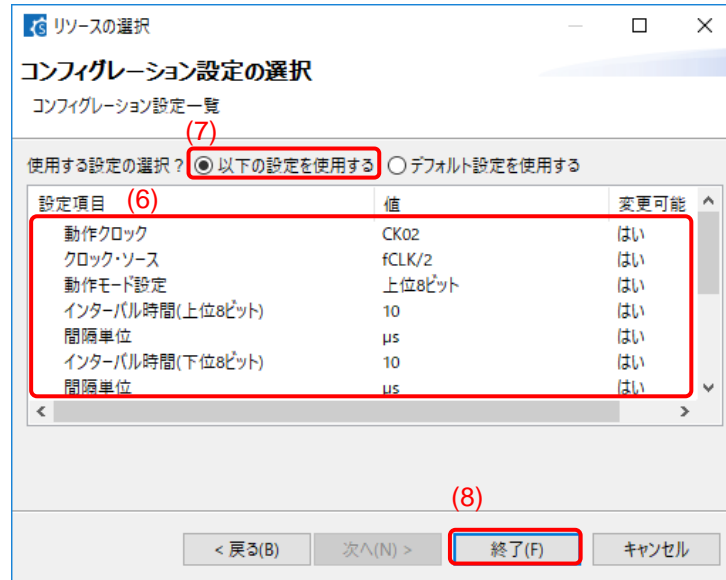 リソースの選択
コンフィグレーション設定の選択
コンフィグレーション設定一覧
(7)
使用する設定の選択？ 以下の設定を使用する デフォルト設定を使用する
設定項目 (6) 値 変更可能
動作クロック CK02 はい
クロック・ソース fCLK/2 はい
動作モード設定 上位8ビット はい
インターバル時間(上位8ビット) 10 はい
間隔単位 µs はい
インターバル時間(下位8ビット) 10 はい
間隔単位 µs はい
(8)
< 戻る(B) 次へ(N) > 終了(F) キャンセル